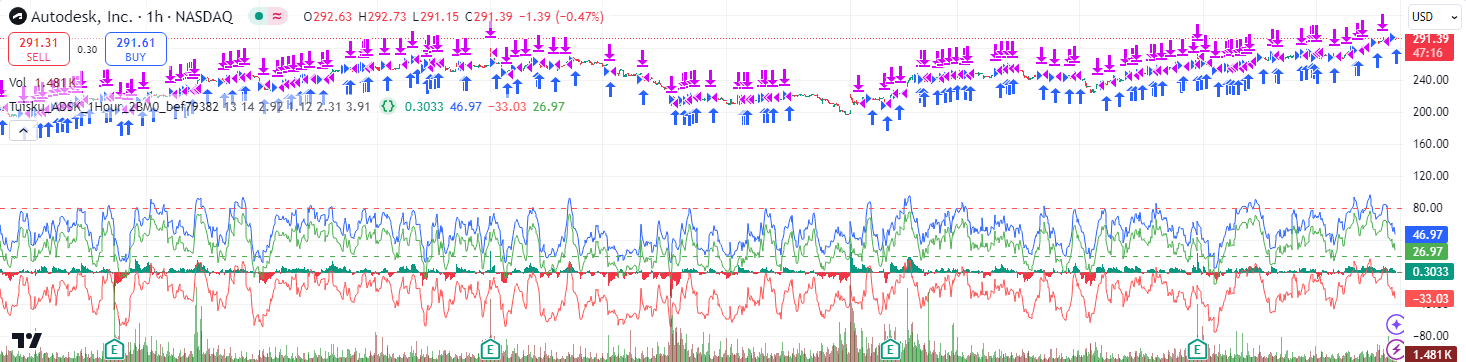 Autodesk, Inc. · 1h · NASDAQ O292.63 H292.73 L291.15 C291.39 −1.39 (−0.47%)
USD
291.31 SELL
0.30
291.61 BUY
291.39
47:16
Vol 1.481K
Tuisku_ADSK_1Hour_2BM0_bef79382 13 14 2.92 1.12 2.31 3.91 0.3033 46.97 −33.03 26.97
240.00
200.00
160.00
120.00
80.00
46.97
26.97
0.3033
−33.03
−80.00
1.481K
E E E E